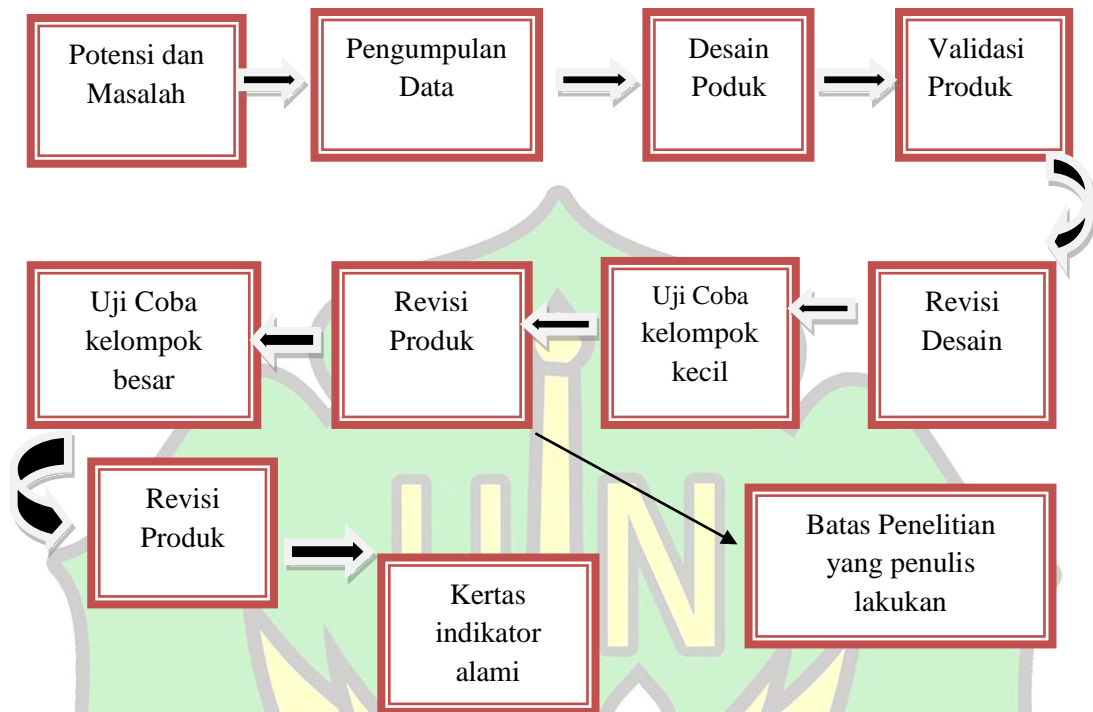 Potensi dan
Masalah
Pengumpulan
Data
Desain
Poduk
Validasi
Produk
Revisi
Desain
Uji Coba
kelompok
kecil
Revisi
Produk
Uji Coba
kelompok
besar
Revisi
Produk
Kertas
indikator
alami
Batas Penelitian
yang penulis
lakukan
UIN